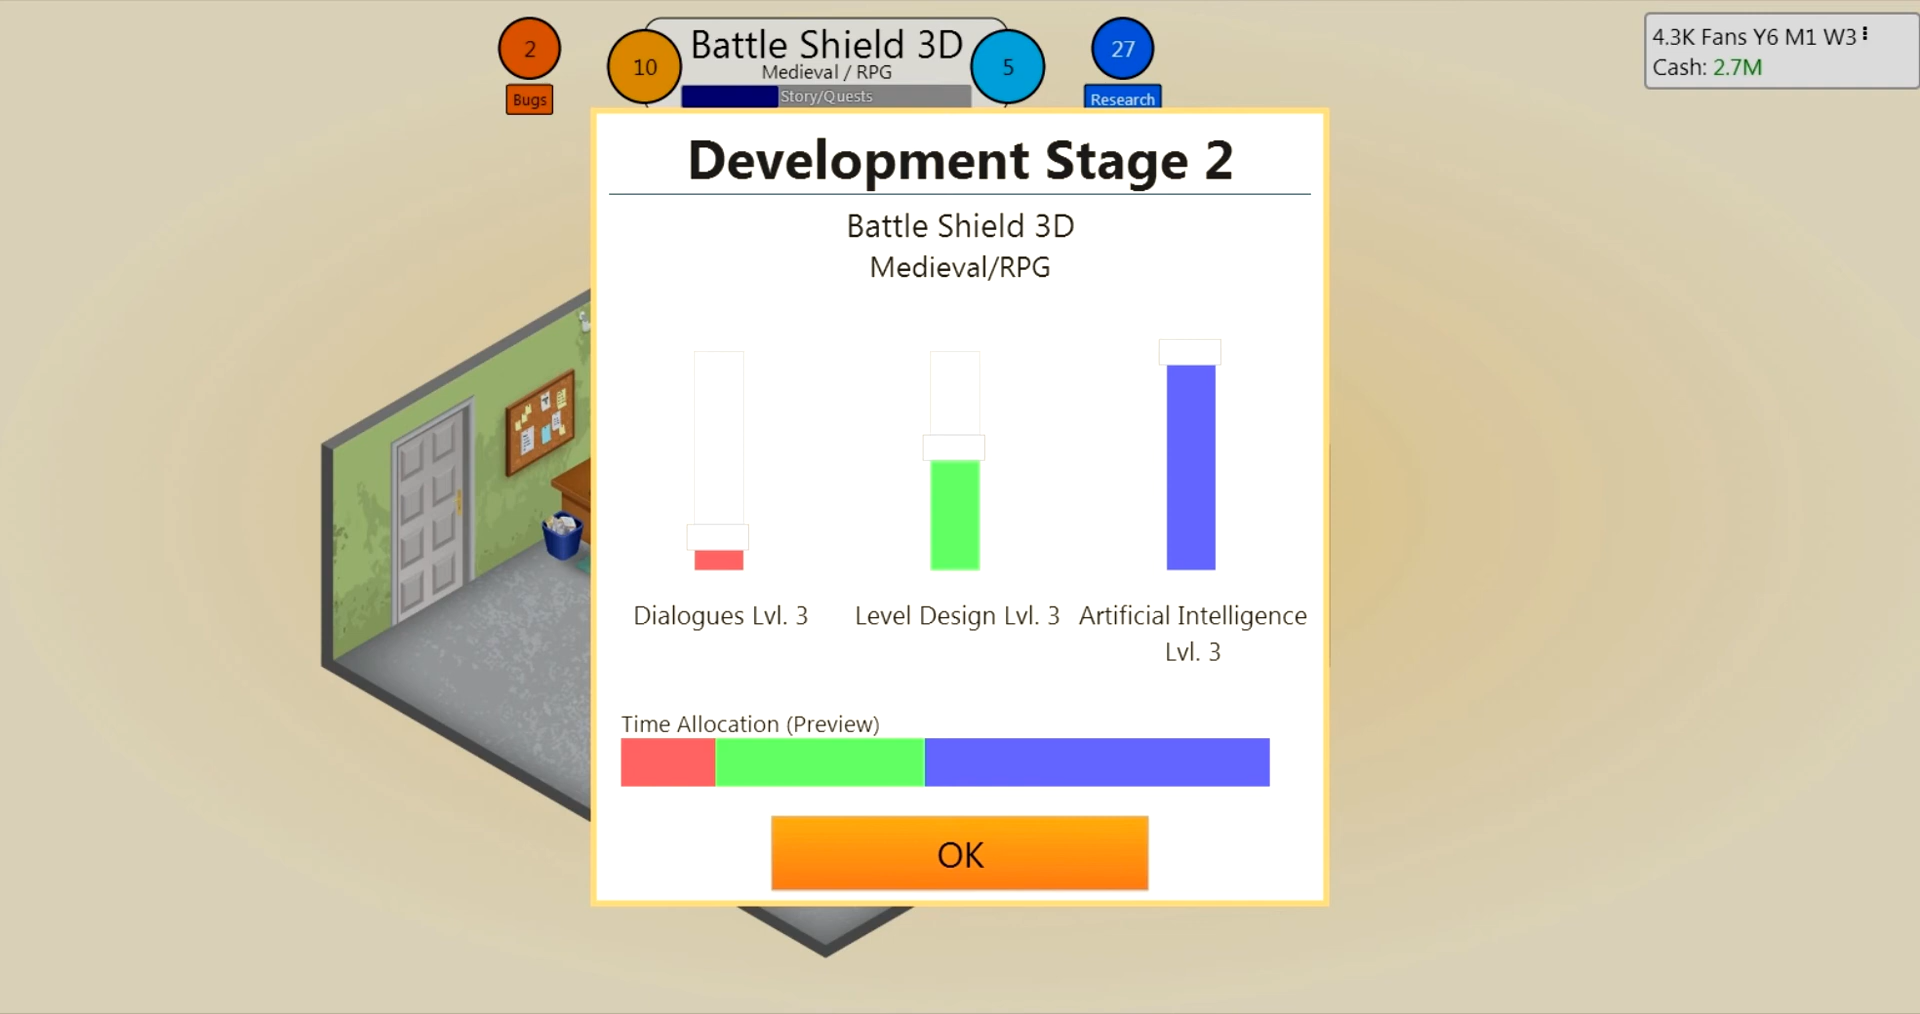 2
Bugs
10
Battle Shield 3D
Medieval / RPG
Story/Quests
5
27
Research
4.3K Fans Y6 M1 W3
Cash: 2.7M
Development Stage 2
Battle Shield 3D
Medieval/RPG
Dialogues Lvl. 3
Level Design Lvl. 3
Artificial Intelligence
Lvl. 3
Time Allocation (Preview)
OK